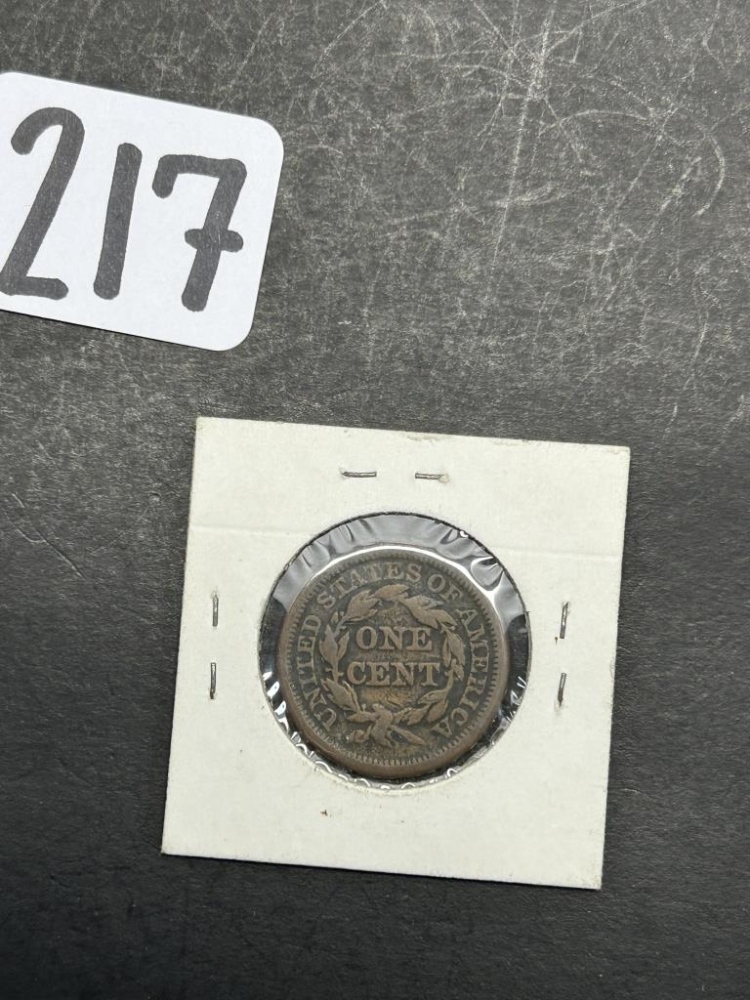 217
UNITED STATES OF AMERICA
ONE
CENT